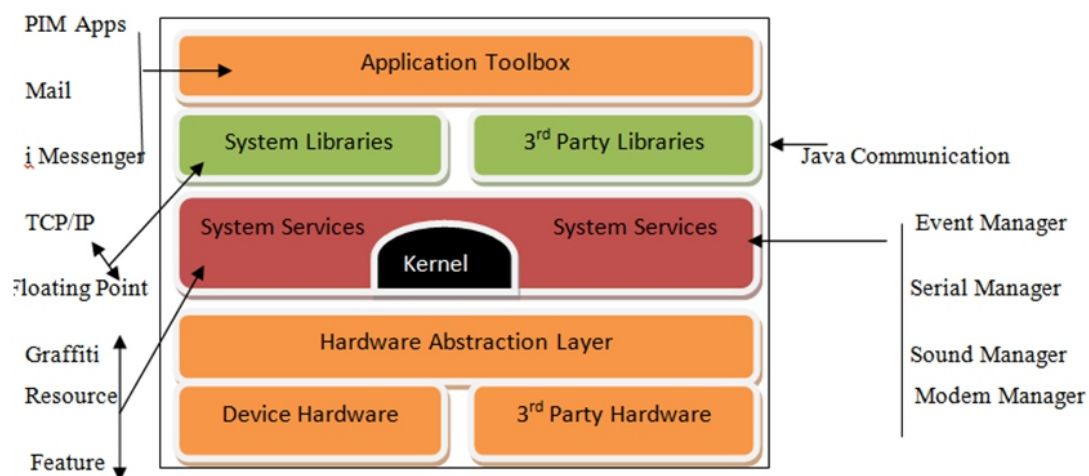 PIM Apps
Mail
i Messenger
TCP/IP
Floating Point
Graffiti
Resource
Feature
Application Toolbox
System Libraries
3rd Party Libraries
System Services
System Services
Kernel
Hardware Abstraction Layer
Device Hardware
3rd Party Hardware
Java Communication
Event Manager
Serial Manager
Sound Manager
Modem Manager